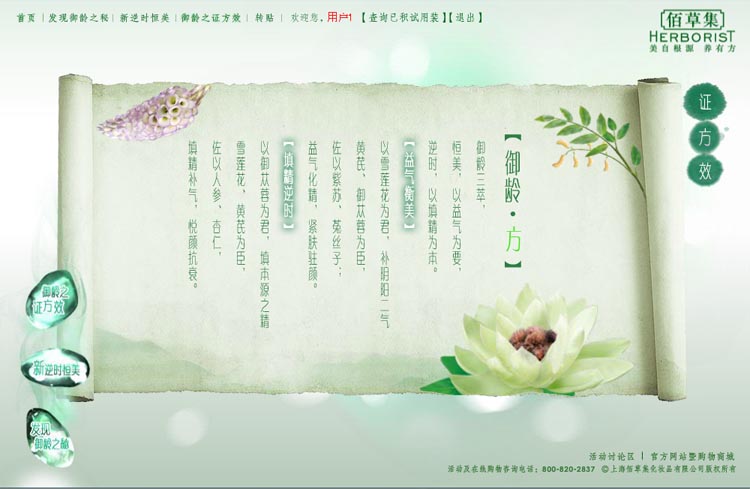 首页 | 发现御龄之秘 | 新逆时恒美 | 御龄之证方效 | 转贴 | 欢迎您, 用户1 【查询已积试用装】【退出】
佰草集
HERBORIST
美自根源 养有方
证
方
效
【御龄·方】
御龄三萃,
恒美,以益气为要,
逆时,以填精为本。
【益气恒美】
以雪莲花为君,补阴阳二气
黄芪、御苁蓉为臣,
佐以紫苏、菟丝子;
益气化精,紧肤驻颜。
【填精逆时】
以御苁蓉为君,填本源之精
雪莲花、黄芪为臣,
佐以人参、杏仁,
填精补气,悦颜抗衰。
御龄之
证方效
新逆时恒美
发现
御龄之秘
活动讨论区 | 官方网站暨购物商城
活动及在线购物咨询电话:800-820-2837 ©上海佰草集化妆品有限公司版权所有